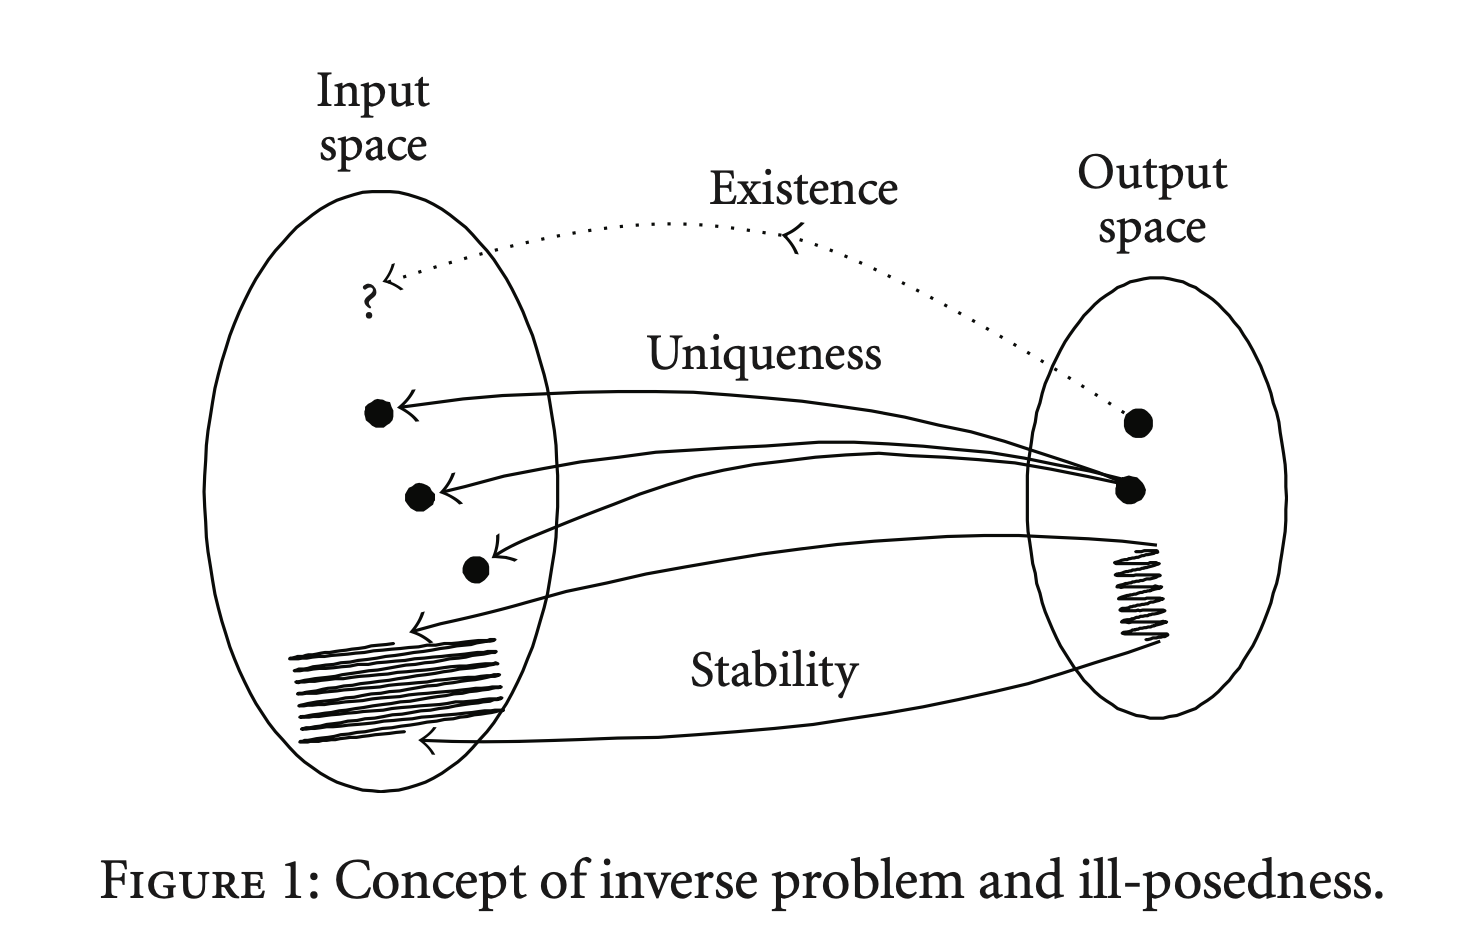 Input
space
Existence
Output
space
?
Uniqueness
Stability
FIGURE 1: Concept of inverse problem and ill-posedness.